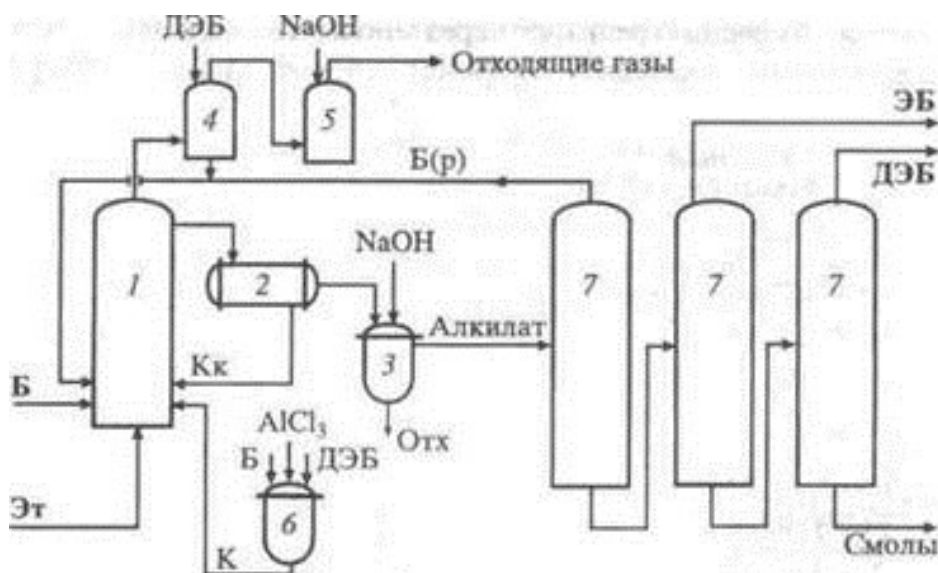 ДЭБ
NaOH
Отходящие газы
4
5
ЭБ
Б(р)
ДЭБ
NaOH
1
2
7
7
7
Алкилат
3
Кк
Б
AlCl₃
Отх
Б
ДЭБ
Эт
6
К
Смолы